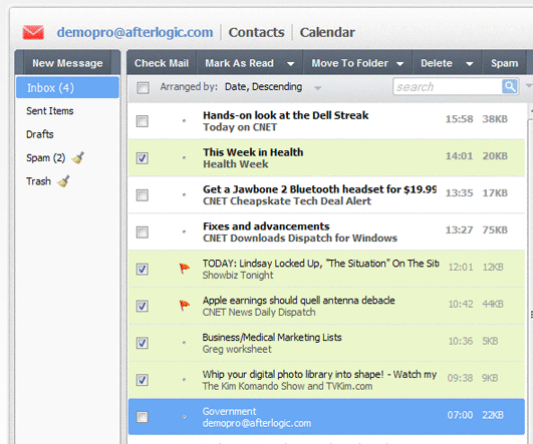 demopro@afterlogic.com Contacts Calendar
New Message Check Mail Mark As Read Move To Folder Delete Spam
Inbox (4)
Sent Items
Drafts
Spam (2)
Trash
Arranged by: Date, Descending search
Hands-on look at the Dell Streak 15:58 38KB
Today on CNET
This Week in Health 14:01 20KB
Health Week
Get a Jawbone 2 Bluetooth headset for $19.99 13:35 17KB
CNET Cheapskate Tech Deal Alert
Fixes and advancements 13:27 75KB
CNET Downloads Dispatch for Windows
TODAY: Lindsay Locked Up, "The Situation" On The Sit 12:01 12KB
Showbiz Tonight
Apple earnings should quell antenna debacle 10:42 44KB
CNET News Daily Dispatch
Business/Medical Marketing Lists 10:36 5KB
Greg worksheet
Whip your digital photo library into shape! - Watch my 09:38 9KB
The Kim Komando Show and TVKim.com
Government 07:00 22KB
demopro@afterlogic.com